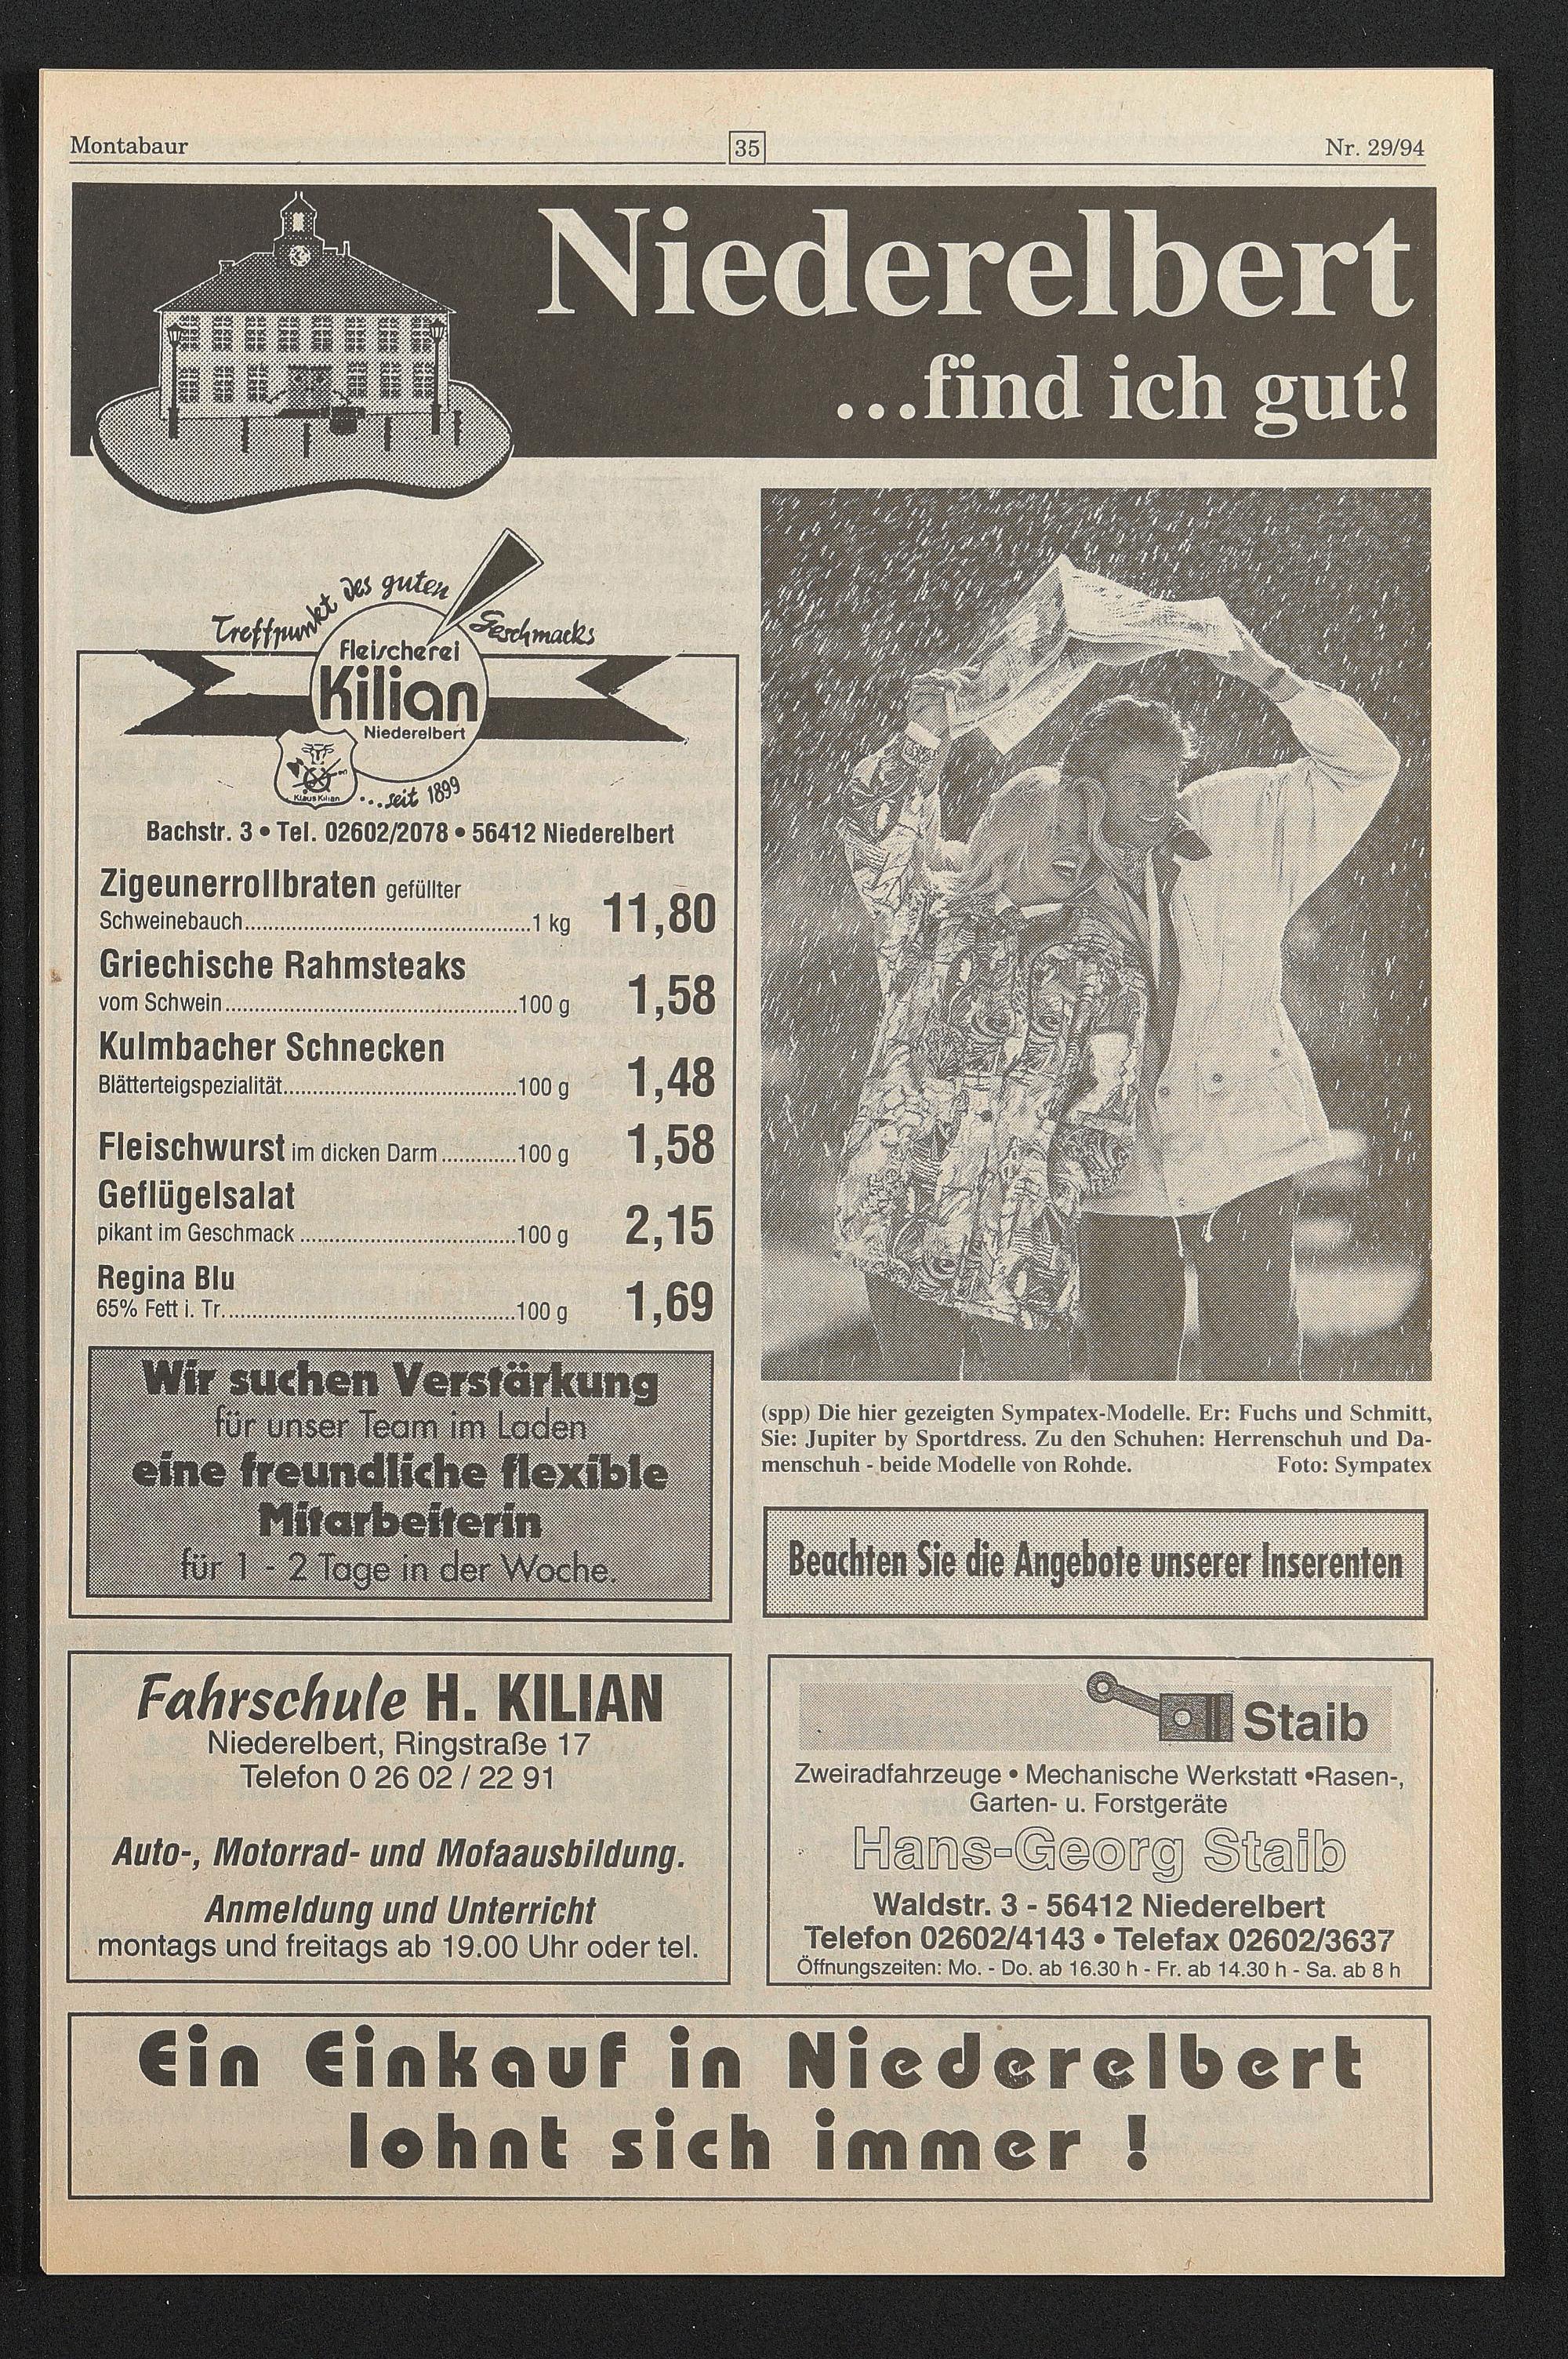 Montabaur
35
Nr. 29/94
Niederelbert
...find ich gut!
Treffpunkt des guten Geschmacks
Fleischerei
Kilian
Niederelbert
Klaus Kilian
...seit 1899
Bachstr. 3 • Tel. 02602/2078 • 56412 Niederelbert
Zigeunerrollbraten gefüllter
Schweinebauch.....1 kg 11,80
Griechische Rahmsteaks
vom Schwein.....100 g 1,58
Kulmbacher Schnecken
Blätterteigspezialität.....100 g 1,48
Fleischwurst im dicken Darm.....100 g 1,58
Geflügelsalat
pikant im Geschmack.....100 g 2,15
Regina Blu
65% Fett i. Tr.....100 g 1,69
Wir suchen Verstärkung
für unser Team im Laden
eine freundliche flexible
Mitarbeiterin
für 1 - 2 Tage in der Woche.
(spp) Die hier gezeigten Sympatex-Modelle. Er: Fuchs und Schmitt,
Sie: Jupiter by Sportdress. Zu den Schuhen: Herrenschuh und Da-
menschuh - beide Modelle von Rohde. Foto: Sympatex
Beachten Sie die Angebote unserer Inserenten
Fahrschule H. KILIAN
Niederelbert, Ringstraße 17
Telefon 0 26 02 / 22 91
Auto-, Motorrad- und Mofaausbildung.
Anmeldung und Unterricht
montags und freitags ab 19.00 Uhr oder tel.
Staib
Zweiradfahrzeuge • Mechanische Werkstatt •Rasen-,
Garten- u. Forstgeräte
Hans-Georg Staib
Waldstr. 3 - 56412 Niederelbert
Telefon 02602/4143 • Telefax 02602/3637
Öffnungszeiten: Mo. - Do. ab 16.30 h - Fr. ab 14.30 h - Sa. ab 8 h
Ein Einkauf in Niederelbert
lohnt sich immer !